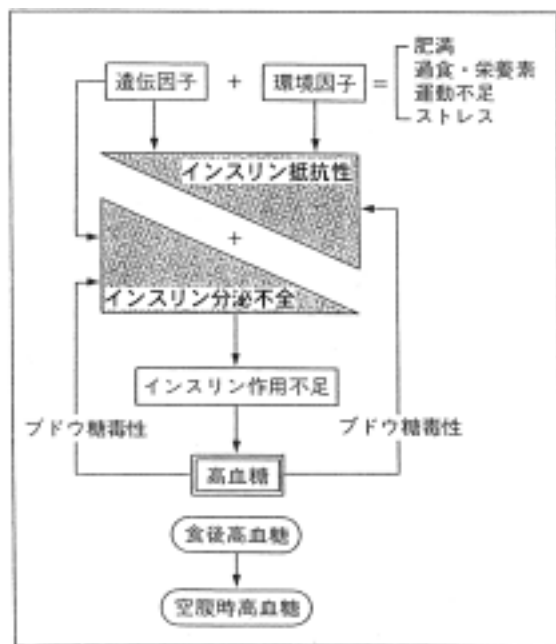 肥満
過食・栄養素
遺伝因子 + 環境因子 =
運動不足
ストレス
インスリン抵抗性
+
インスリン分泌不全
インスリン作用不足
ブドウ糖毒性 ブドウ糖毒性
高血糖
食後高血糖
空腹時高血糖